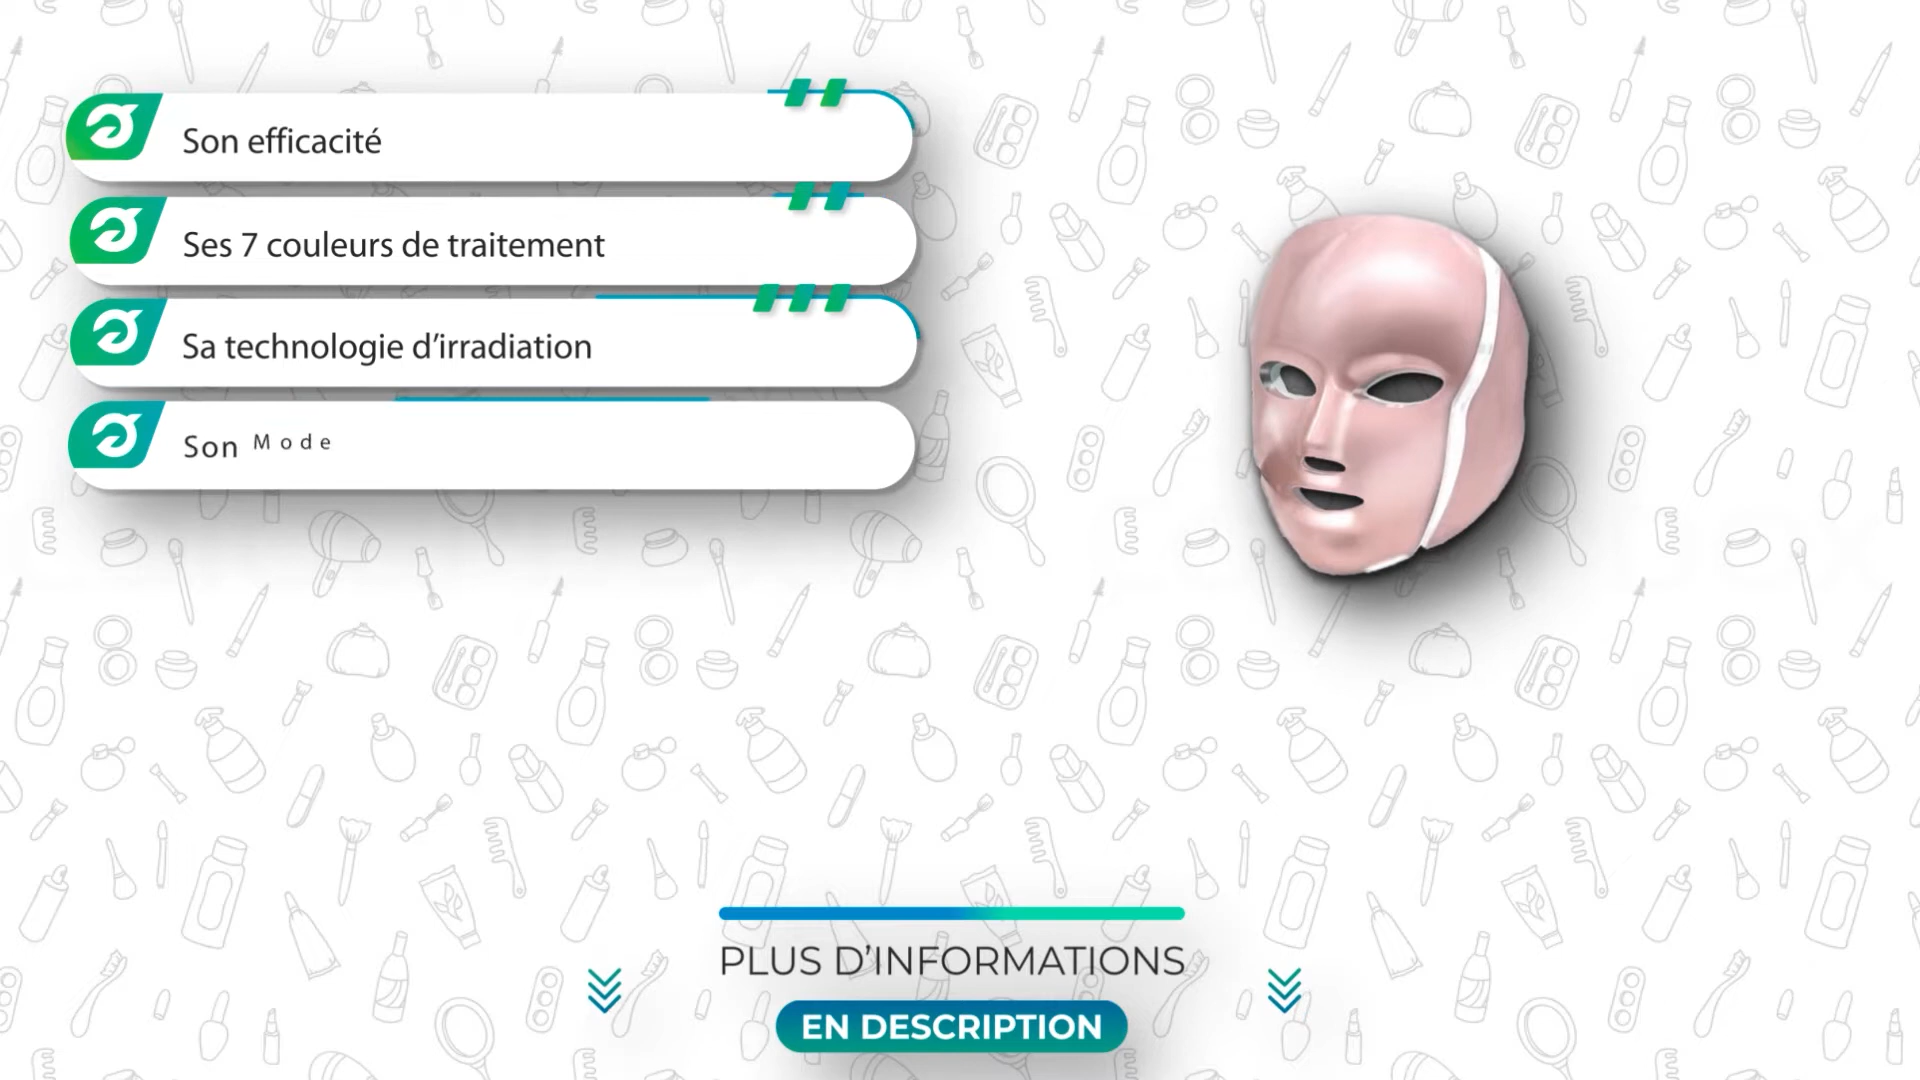 Son efficacité
Ses 7 couleurs de traitement
Sa technologie d’irradiation
Son Mode
PLUS D’INFORMATIONS
EN DESCRIPTION